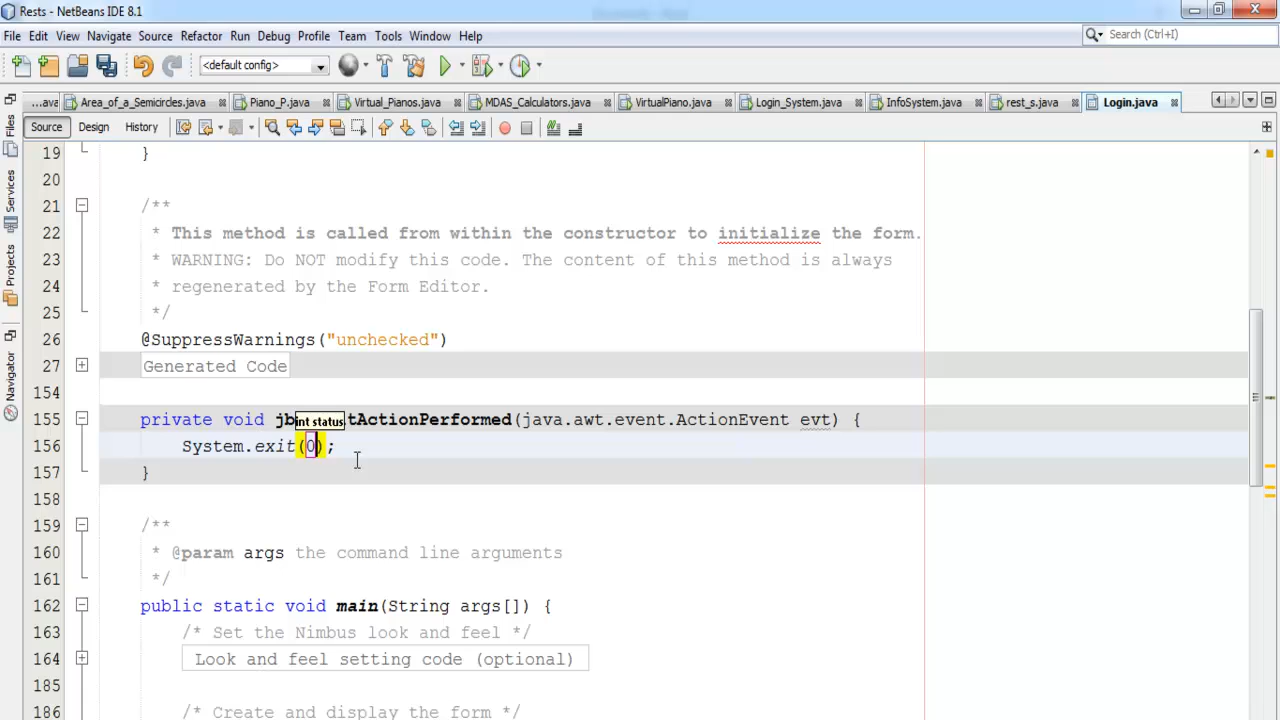 Rests - NetBeans IDE 8.1
File Edit View Navigate Source Refactor Run Debug Profile Team Tools Window Help
Search (Ctrl+I)
<default config>
...ava Area_of_a_Semicircles.java Piano_P.java Virtual_Pianos.java MDAS_Calculators.java VirtualPiano.java Login_System.java InfoSystem.java rest_s.java Login.java
Source Design History
Files
Services
Projects
Navigator
19 }
20
21 /**
22 * This method is called from within the constructor to initialize the form.
23 * WARNING: Do NOT modify this code. The content of this method is always
24 * regenerated by the Form Editor.
25 */
26 @SuppressWarnings("unchecked")
27 Generated Code
154
int status
155 private void jb tActionPerformed(java.awt.event.ActionEvent evt) {
156 System.exit(0);
157 }
158
159 /**
160 * @param args the command line arguments
161 */
162 public static void main(String args[]) {
163 /* Set the Nimbus look and feel */
164 Look and feel setting code (optional)
185
186 /* Create and display the form */